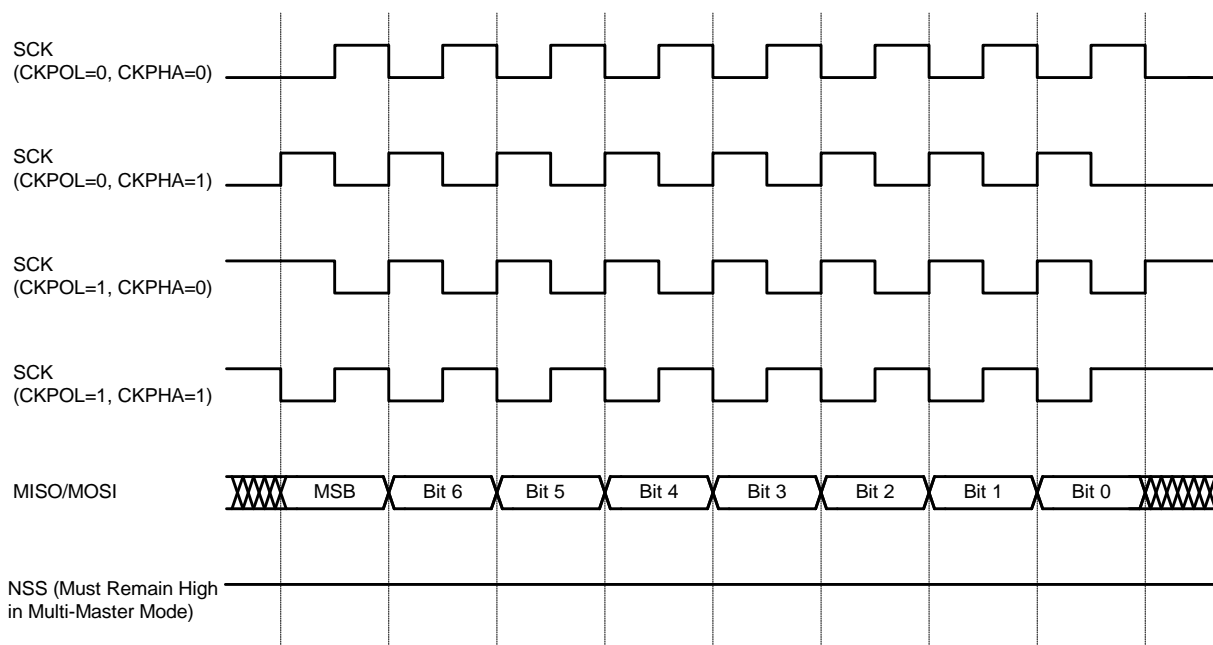 SCK
(CKPOL=0, CKPHA=0)
SCK
(CKPOL=0, CKPHA=1)
SCK
(CKPOL=1, CKPHA=0)
SCK
(CKPOL=1, CKPHA=1)
MISO/MOSI MSB Bit 6 Bit 5 Bit 4 Bit 3 Bit 2 Bit 1 Bit 0
NSS (Must Remain High
in Multi-Master Mode)